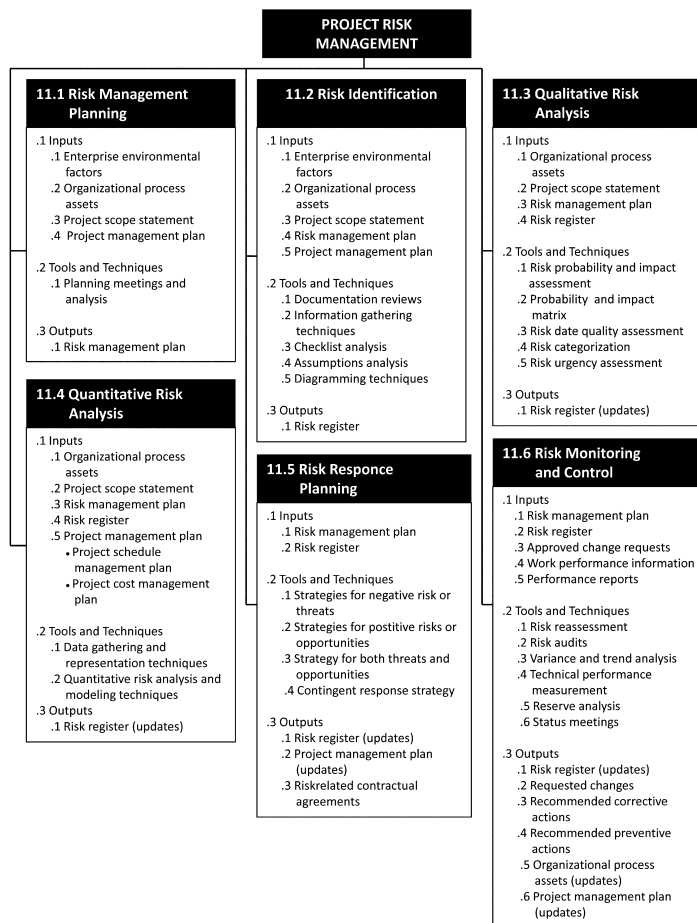 PROJECT RISK
MANAGEMENT
11.1 Risk Management
Planning
.1 Inputs
.1 Enterprise environmental
factors
.2 Organizational process
assets
.3 Project scope statement
.4 Project management plan
.2 Tools and Techniques
.1 Planning meetings and
analysis
.3 Outputs
.1 Risk management plan
11.2 Risk Identification
.1 Inputs
.1 Enterprise environmental
factors
.2 Organizational process
assets
.3 Project scope statement
.4 Risk management plan
.5 Project management plan
.2 Tools and Techniques
.1 Documentation reviews
.2 Information gathering
techniques
.3 Checklist analysis
.4 Assumptions analysis
.5 Diagramming techniques
.3 Outputs
.1 Risk register
11.3 Qualitative Risk
Analysis
.1 Inputs
.1 Organizational process
assets
.2 Project scope statement
.3 Risk management plan
.4 Risk register
.2 Tools and Techniques
.1 Risk probability and impact
assessment
.2 Probability and impact
matrix
.3 Risk date quality assessment
.4 Risk categorization
.5 Risk urgency assessment
.3 Outputs
.1 Risk register (updates)
11.4 Quantitative Risk
Analysis
.1 Inputs
.1 Organizational process
assets
.2 Project scope statement
.3 Risk management plan
.4 Risk register
.5 Project management plan
• Project schedule
management plan
• Project cost management
plan
.2 Tools and Techniques
.1 Data gathering and
representation techniques
.2 Quantitative risk analysis and
modeling techniques
.3 Outputs
.1 Risk register (updates)
11.5 Risk Responce
Planning
.1 Inputs
.1 Risk management plan
.2 Risk register
.2 Tools and Techniques
.1 Strategies for negative risk or
threats
.2 Strategies for postitive risks or
opportunities
.3 Strategy for both threats and
opportunities
.4 Contingent response strategy
.3 Outputs
.1 Risk register (updates)
.2 Project management plan
(updates)
.3 Riskrelated contractual
agreements
11.6 Risk Monitoring
and Control
.1 Inputs
.1 Risk management plan
.2 Risk register
.3 Approved change requests
.4 Work performance information
.5 Performance reports
.2 Tools and Techniques
.1 Risk reassessment
.2 Risk audits
.3 Variance and trend analysis
.4 Technical performance
measurement
.5 Reserve analysis
.6 Status meetings
.3 Outputs
.1 Risk register (updates)
.2 Requested changes
.3 Recommended corrective
actions
.4 Recommended preventive
actions
.5 Organizational process
assets (updates)
.6 Project management plan
(updates)